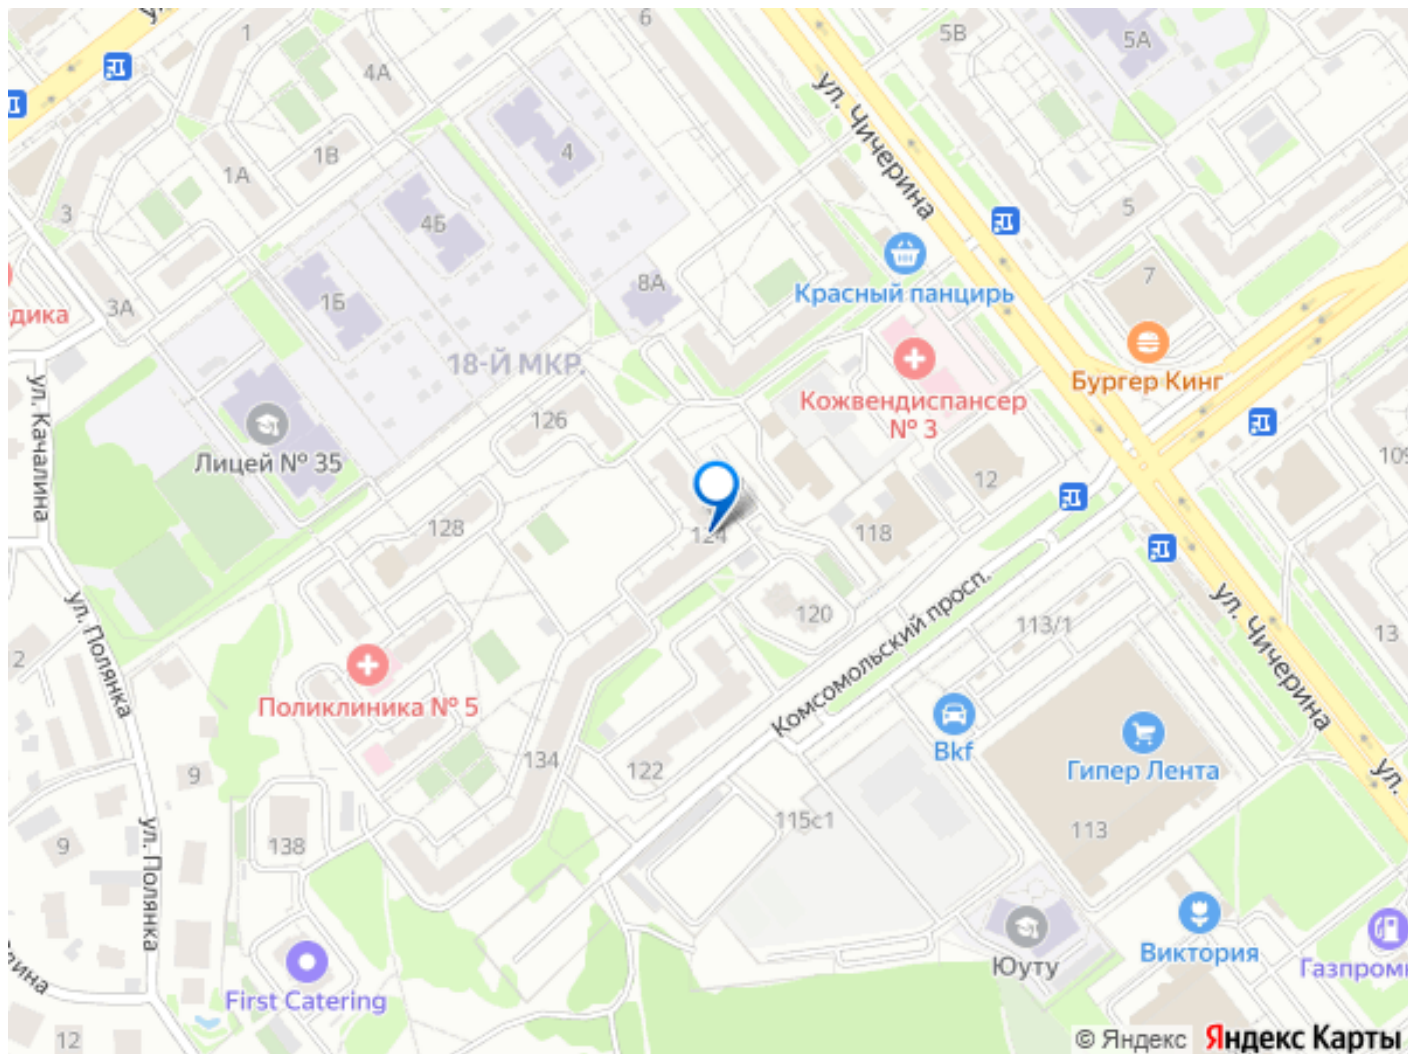 6
1
5В
5А
4А
ул. Чичерина
1В
4
1А
3
4Б
5
7
8А
Красный панцирь
1Б
3А
дика
18-Й МКР.
Бургер Кинг
ул. Качалина
Кожвендиспансер
№ 3
126
Лицей № 35
12
109
128
124
118
ул. Полянка
120
Комсомольский просп.
113/1
ул. Чичерина
13
2
Поликлиника № 5
Bkf
Гипер Лента
ул.
134
122
9
115с1
113
138
9
ул. Полянка
Виктория
Юуту
Газпромн
First Catering
вина
12
© Яндекс Яндекс Карты